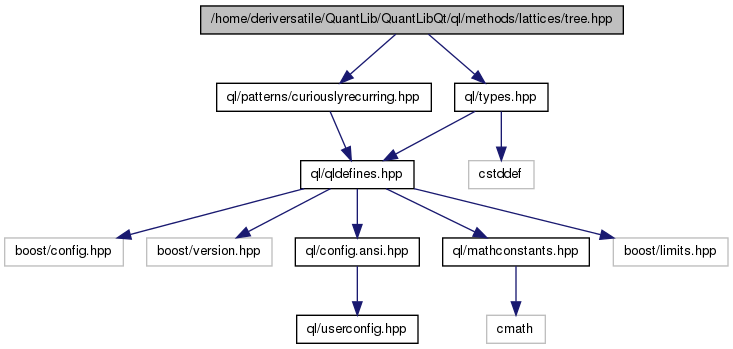 /home/deriversatile/QuantLib/QuantLibQt/ql/methods/lattices/tree.hpp
ql/patterns/curiouslyrecurring.hpp
ql/types.hpp
ql/qldefines.hpp
cstddef
boost/config.hpp
boost/version.hpp
ql/config.ansi.hpp
ql/mathconstants.hpp
boost/limits.hpp
ql/userconfig.hpp
cmath